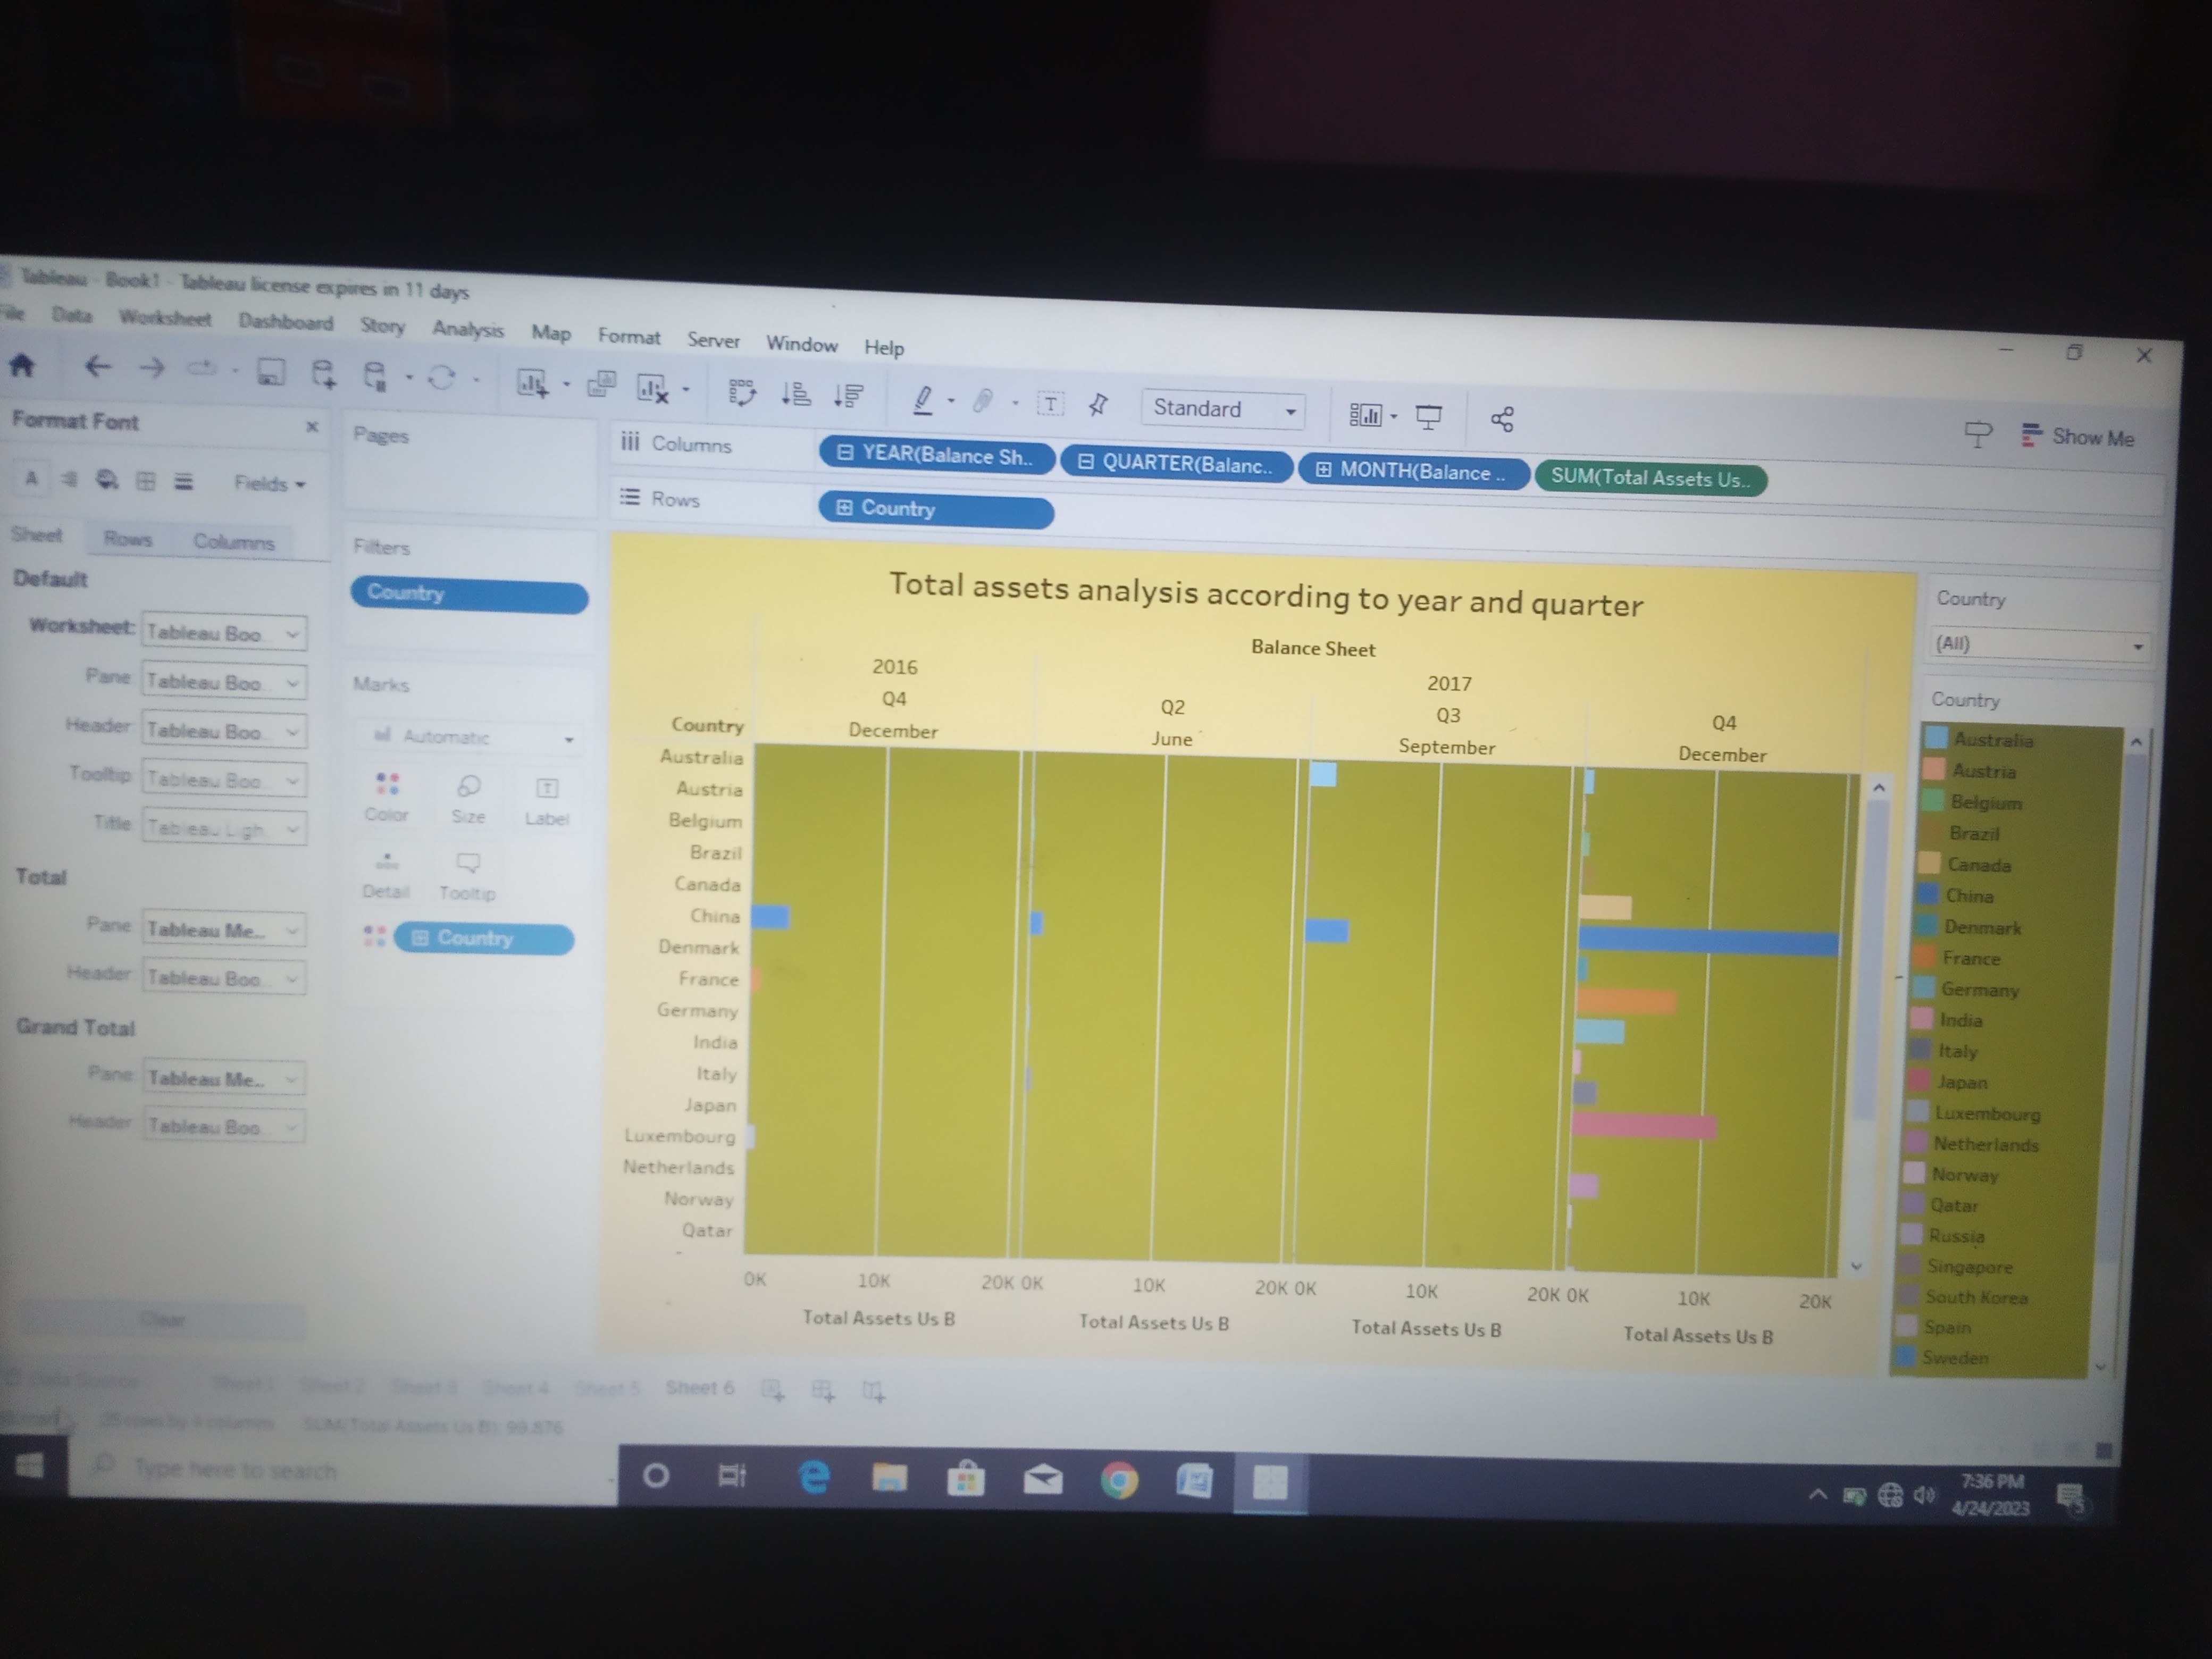 Tableau - Book1 - Tableau license expires in 11 days
File Data Worksheet Dashboard Story Analysis Map Format Server Window Help
Standard
Show Me
Format Font
Fields
Sheet Rows Columns
Default
Worksheet: Tableau Boo..
Pane: Tableau Boo..
Header: Tableau Boo..
Tooltip: Tableau Boo..
Title: Tableau Ligh..
Total
Pane: Tableau Me..
Header: Tableau Boo..
Grand Total
Pane: Tableau Me..
Header: Tableau Boo..
Clear
Pages
Filters
Country
Marks
Automatic
Color Size Label
Detail Tooltip
Country
Columns YEAR(Balance Sh.. QUARTER(Balanc.. MONTH(Balance .. SUM(Total Assets Us..
Rows Country
Total assets analysis according to year and quarter
Balance Sheet
2016 2017
Q4 Q2 Q3 Q4
Country December June September December
Australia
Austria
Belgium
Brazil
Canada
China
Denmark
France
Germany
India
Italy
Japan
Luxembourg
Netherlands
Norway
Qatar
0K 10K 20K 0K 10K 20K 0K 10K 20K 0K 10K 20K
Total Assets Us B Total Assets Us B Total Assets Us B Total Assets Us B
Country
(All)
Country
Australia
Austria
Belgium
Brazil
Canada
China
Denmark
France
Germany
India
Italy
Japan
Luxembourg
Netherlands
Norway
Qatar
Russia
Singapore
South Korea
Spain
Sweden
Data Source Sheet 1 Sheet 2 Sheet 3 Sheet 4 Sheet 5 Sheet 6
25 rows by 4 columns SUM(Total Assets Us B): 99,876
Type here to search
7:36 PM
4/24/2023
5